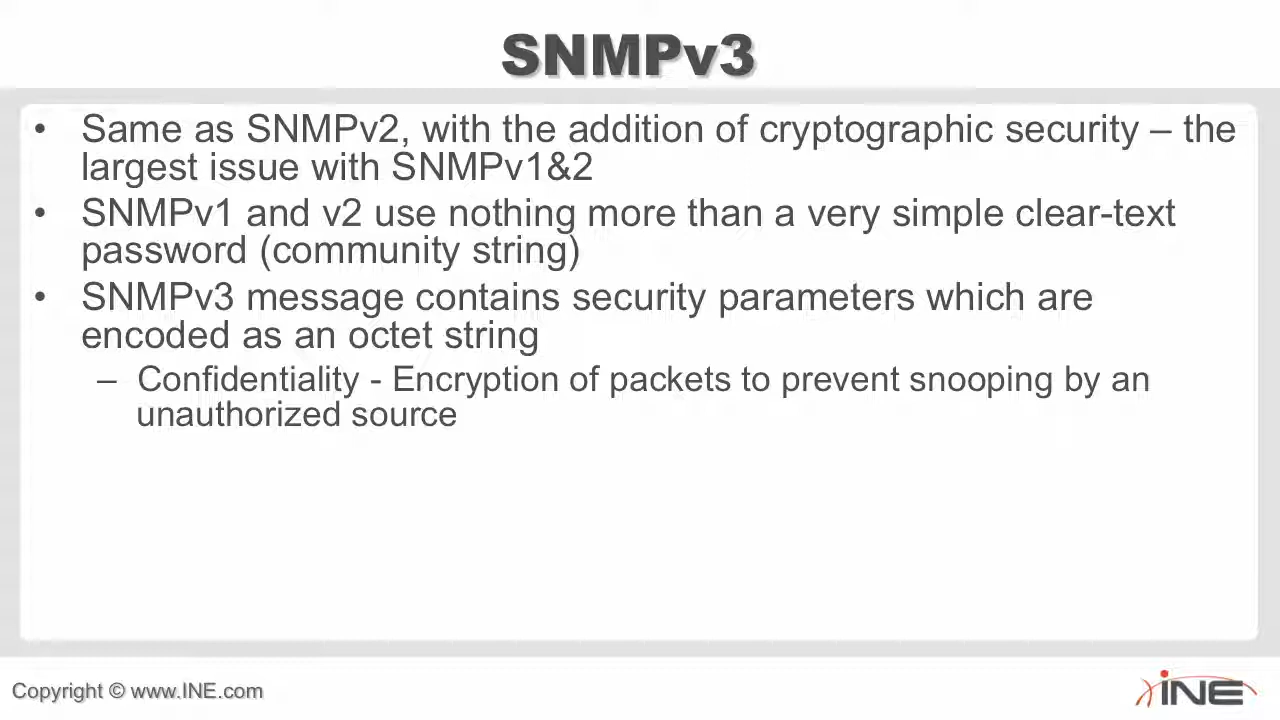 SNMPv3
• Same as SNMPv2, with the addition of cryptographic security – the
largest issue with SNMPv1&2
• SNMPv1 and v2 use nothing more than a very simple clear-text
password (community string)
• SNMPv3 message contains security parameters which are
encoded as an octet string
– Confidentiality - Encryption of packets to prevent snooping by an
unauthorized source
Copyright © www.INE.com
INE